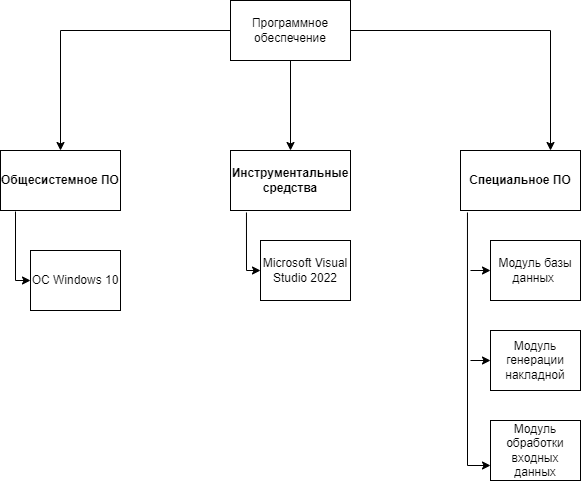 Программное
обеспечение
Общесистемное ПО
Инструментальные
средства
Специальное ПО
ОС Windows 10
Microsoft Visual
Studio 2022
Модуль базы
данных
Модуль
генерации
накладной
Модуль
обработки
входных
данных